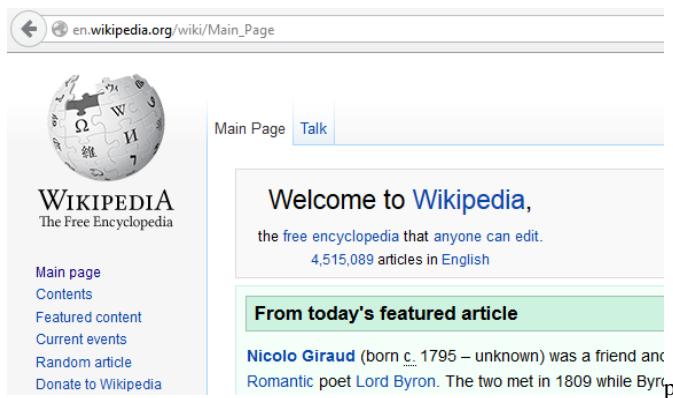 en.wikipedia.org/wiki/Main_Page
Ω W И 維 7
WIKIPEDIA
The Free Encyclopedia
Main page
Contents
Featured content
Current events
Random article
Donate to Wikipedia
Main Page Talk
Welcome to Wikipedia,
the free encyclopedia that anyone can edit.
4,515,089 articles in English
From today's featured article
Nicolo Giraud (born c. 1795 – unknown) was a friend and
Romantic poet Lord Byron. The two met in 1809 while Byro
p